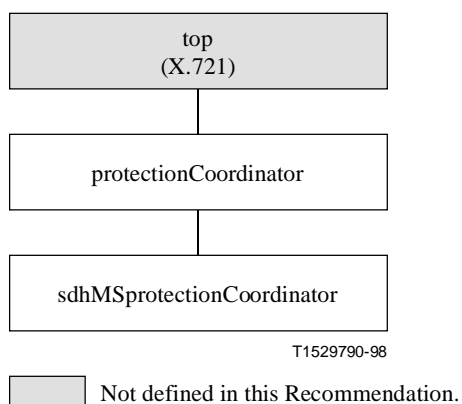 top
(X.721)
protectionCoordinator
sdhMSprotectionCoordinator
T1529790-98
Not defined in this Recommendation.